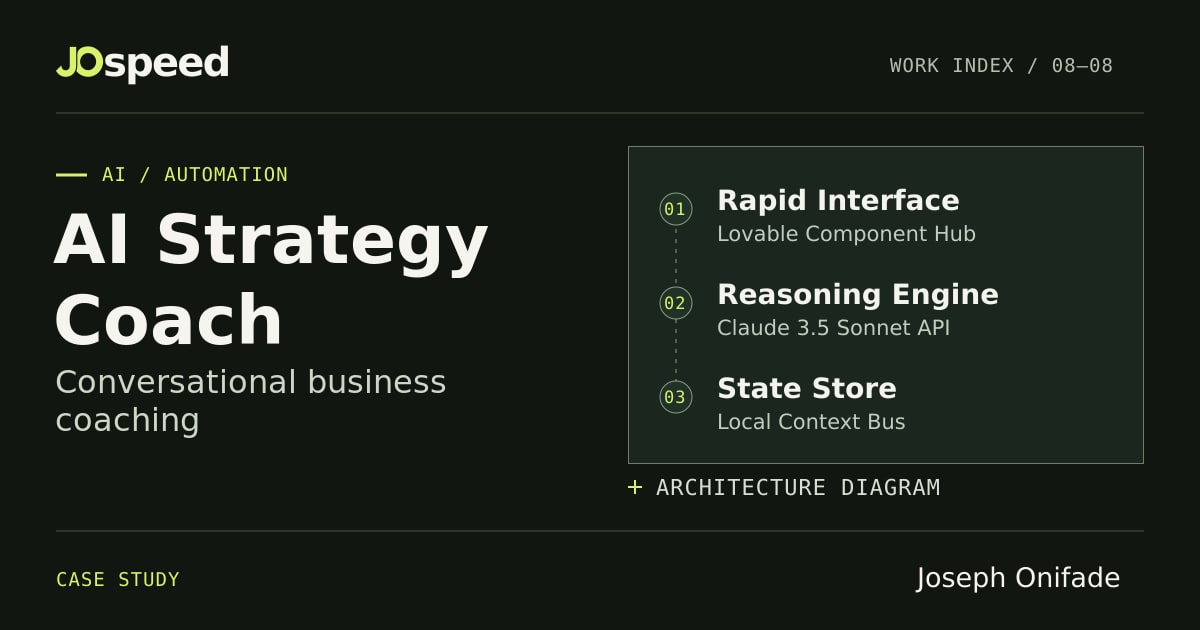 JOspeed
WORK INDEX / 08—08
AI / AUTOMATION
AI Strategy
Coach
Conversational business
coaching
01
Rapid Interface
Lovable Component Hub
02
Reasoning Engine
Claude 3.5 Sonnet API
03
State Store
Local Context Bus
+ ARCHITECTURE DIAGRAM
CASE STUDY
Joseph Onifade